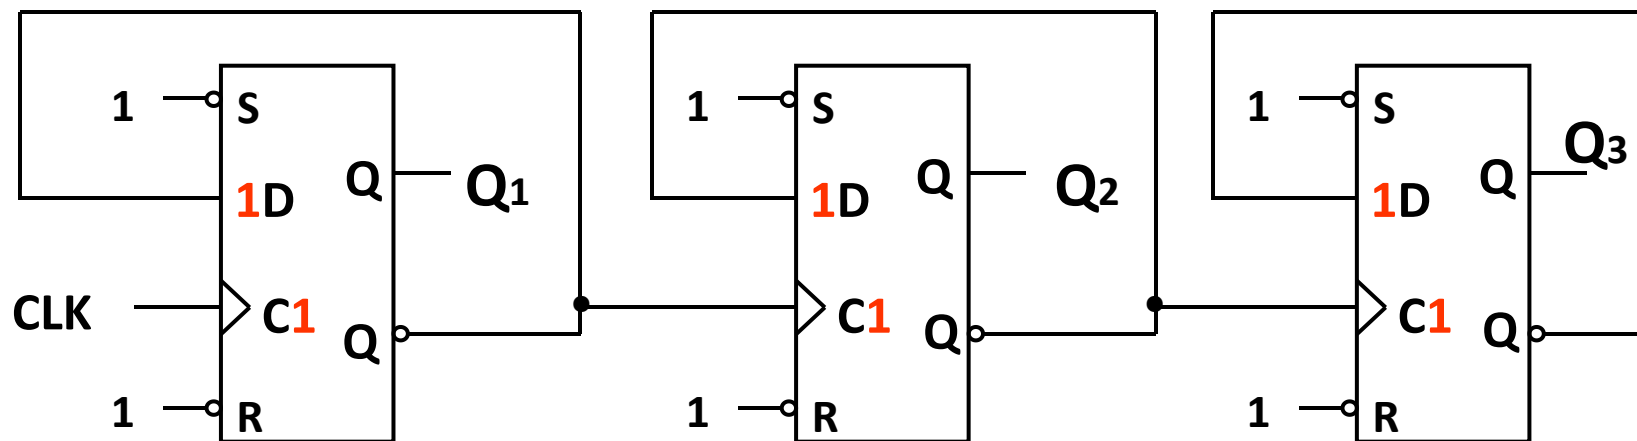 1 S 1 S 1 S
Q Q1 Q Q2 Q Q3
1D 1D 1D
CLK C1 C1 C1
Q Q Q
1 R 1 R 1 R